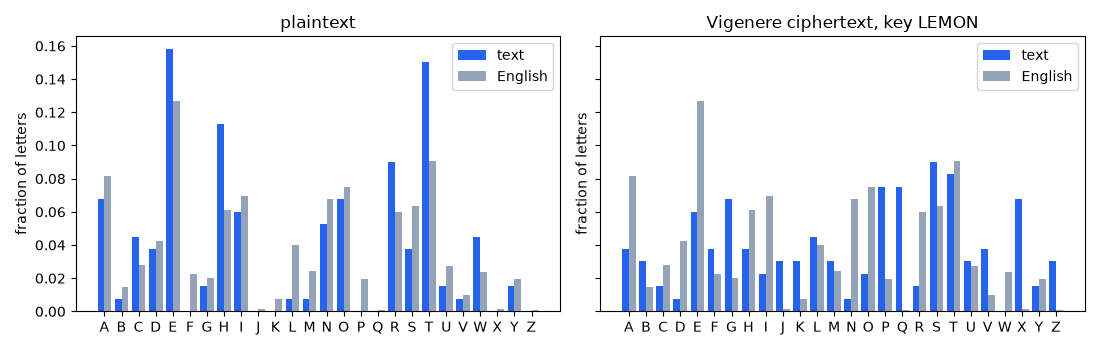 plaintext
Vigenere ciphertext, key LEMON
fraction of letters
0.16
0.14
0.12
0.10
0.08
0.06
0.04
0.02
0.00
text
English
A B C D E F G H I J K L M N O P Q R S T U V W X Y Z
fraction of letters
text
English
A B C D E F G H I J K L M N O P Q R S T U V W X Y Z